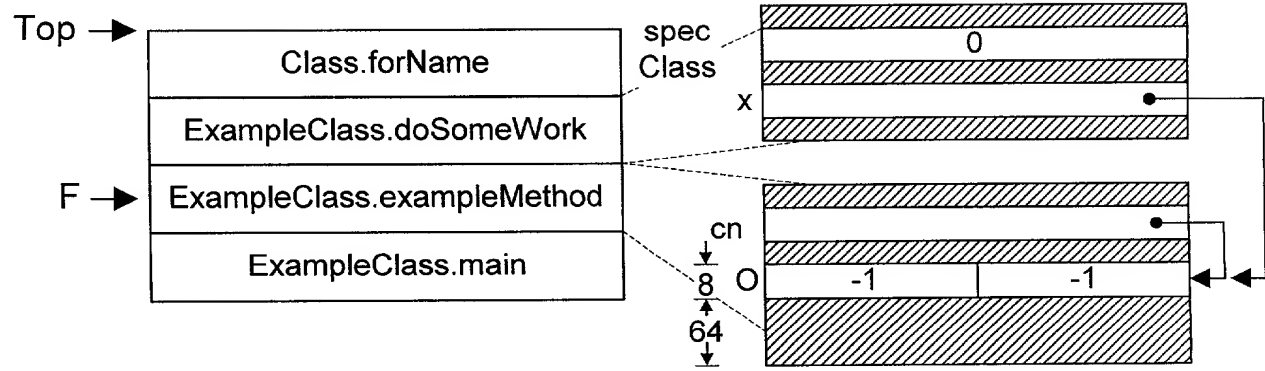 Top
Class.forName
ExampleClass.doSomeWork
F
ExampleClass.exampleMethod
ExampleClass.main
spec
Class
0
x
cn
8
O
-1
-1
64